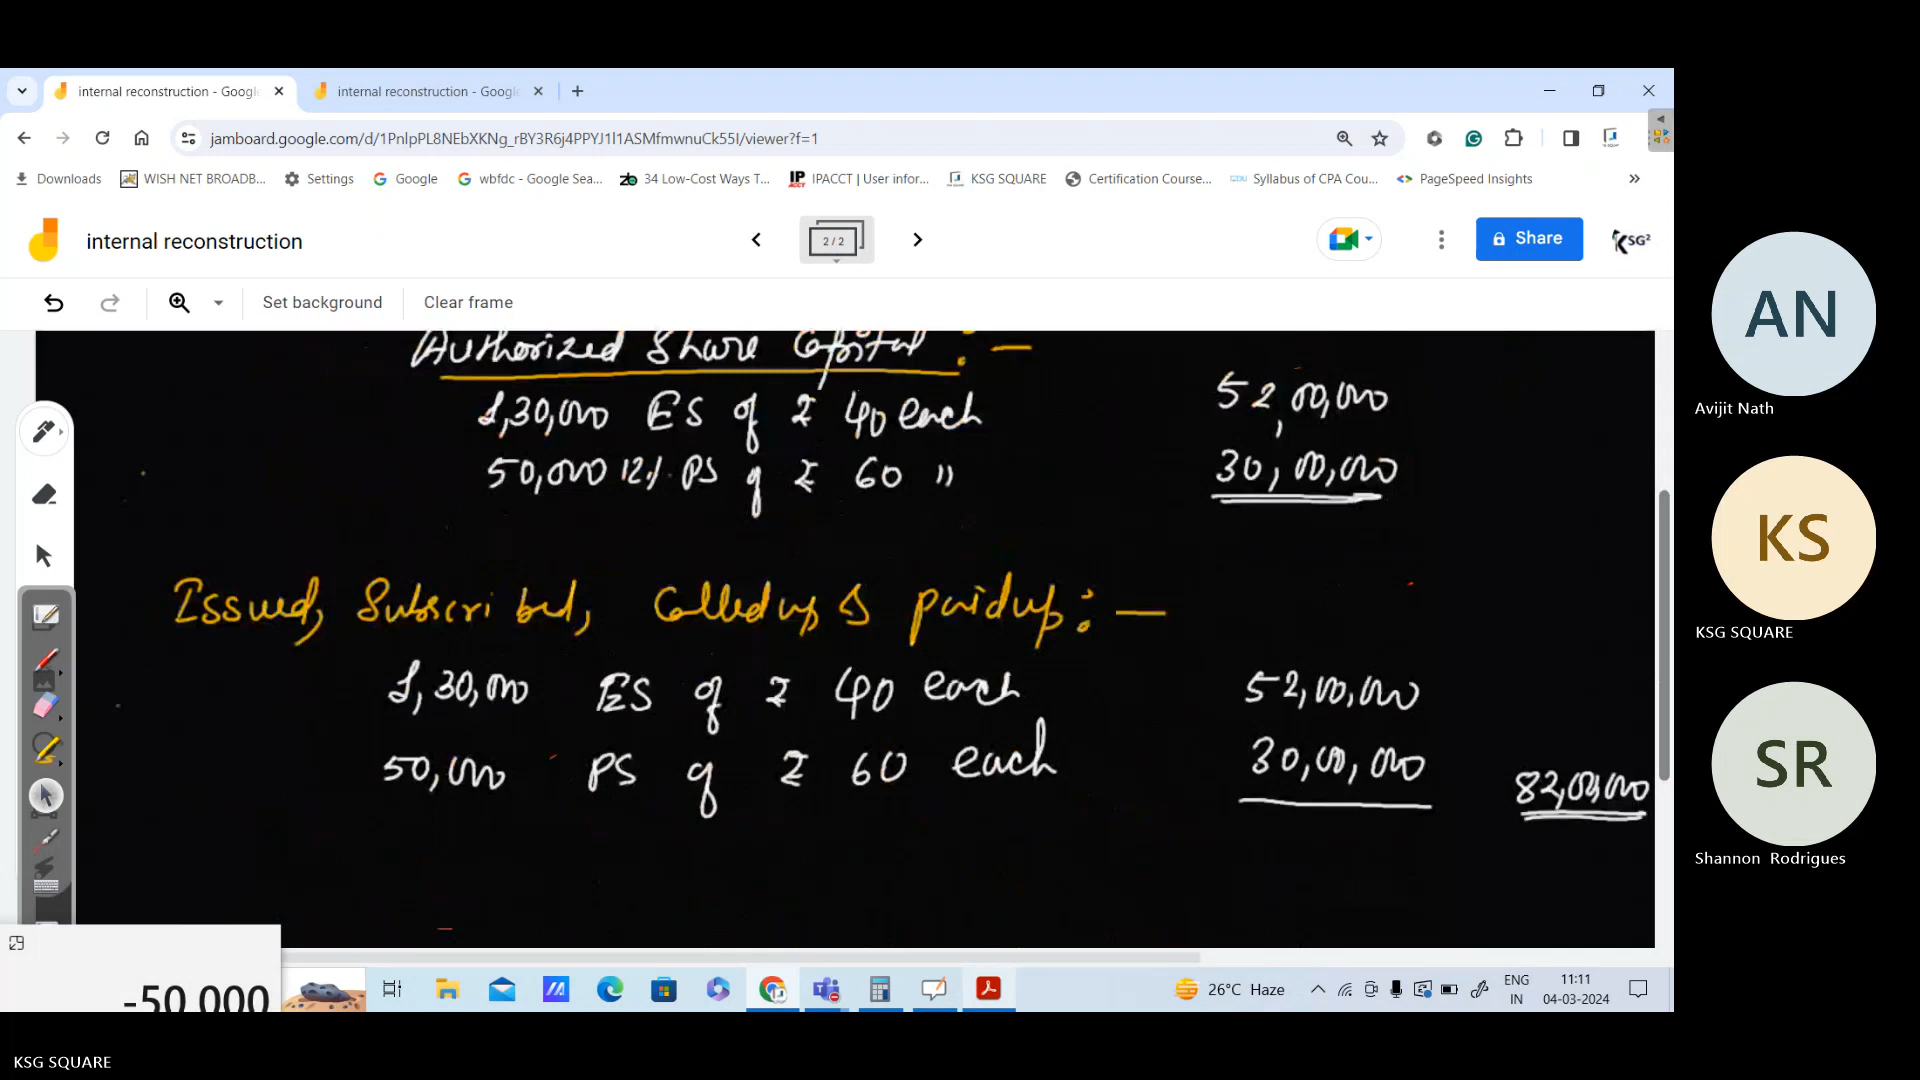 internal reconstruction - Googl
internal reconstruction - Googl
jamboard.google.com/d/1PnlpPL8NEbXKNg_rBY3R6j4PPYJ1l1ASMfmwnuCk55I/viewer?f=1
Downloads
WISH NET BROADB...
Settings
Google
wbfdc - Google Sea...
34 Low-Cost Ways T...
IPACCT | User infor...
KSG SQUARE
Certification Course...
Syllabus of CPA Cou...
PageSpeed Insights
»
internal reconstruction
2 / 2
Share
KSG²
Set background
Clear frame
Authorized Share Capital : —
1,30,000 ES of ₹ 40 each 52,00,000
50,000 12% PS of ₹ 60 " 30,00,000
Issued, Subscribed, Called up & paidup : —
1,30,000 ES of ₹ 40 each 52,00,000
50,000 PS of ₹ 60 each 30,00,000 82,00,000
-50,000
26°C Haze
ENG
IN
11:11
04-03-2024
AN
Avijit Nath
KS
KSG SQUARE
SR
Shannon Rodrigues
KSG SQUARE